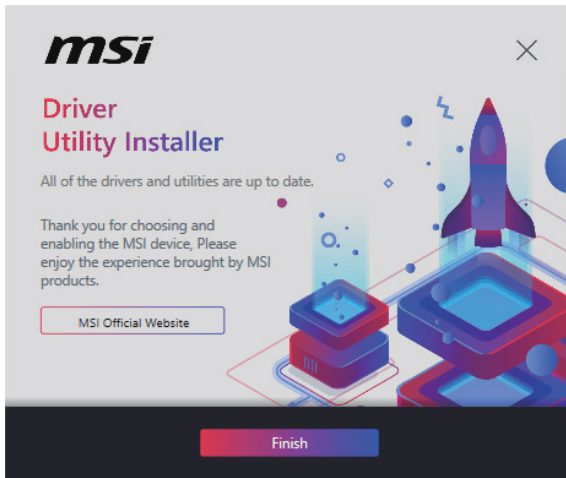 msi
Driver
Utility Installer
All of the drivers and utilities are up to date.
Thank you for choosing and
enabling the MSI device, Please
enjoy the experience brought by MSI
products.
MSI Official Website
Finish